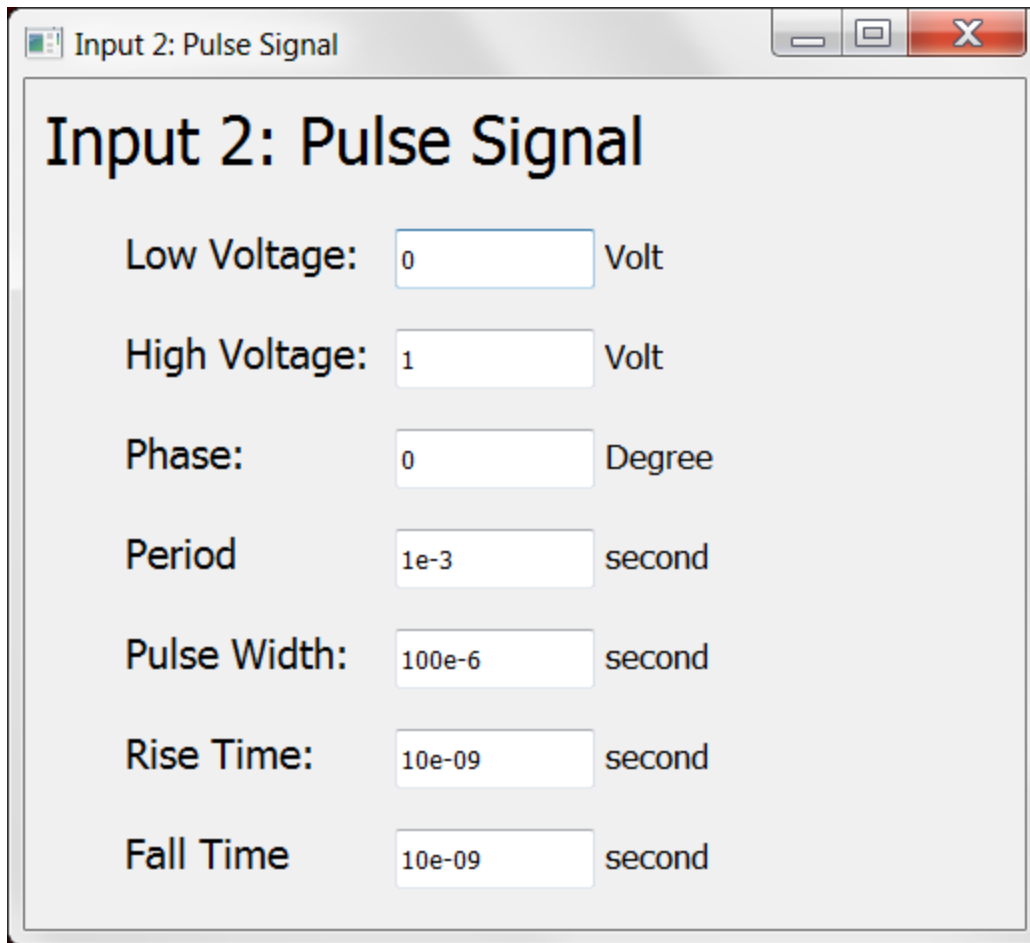 Input 2: Pulse Signal
Input 2: Pulse Signal
Low Voltage: 0 Volt
High Voltage: 1 Volt
Phase: 0 Degree
Period 1e-3 second
Pulse Width: 100e-6 second
Rise Time: 10e-09 second
Fall Time 10e-09 second